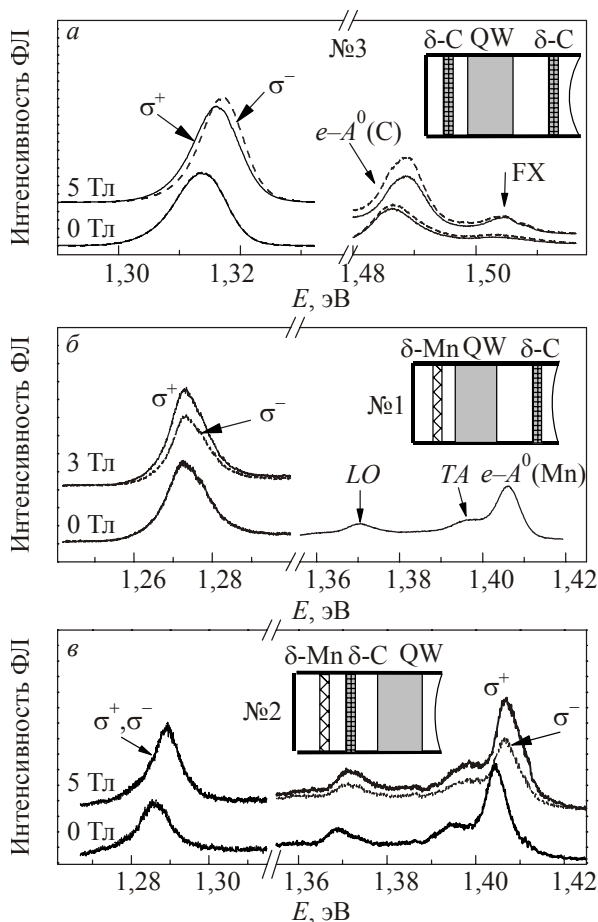 а
№3
δ-C QW δ-C
σ⁺
σ⁻
e–A⁰(C)
FX
5 Тл
0 Тл
Интенсивность ФЛ
1,30 1,32 1,48 1,50
E, эВ
б
δ-Mn QW δ-C
№1
σ⁺
σ⁻
3 Тл
0 Тл
LO TA e–A⁰(Mn)
Интенсивность ФЛ
1,26 1,28 1,36 1,38 1,40 1,42
E, эВ
в
δ-Mn δ-C QW
№2
σ⁺,σ⁻
σ⁺
σ⁻
5 Тл
0 Тл
Интенсивность ФЛ
1,28 1,30 1,36 1,38 1,40 1,42
E, эВ